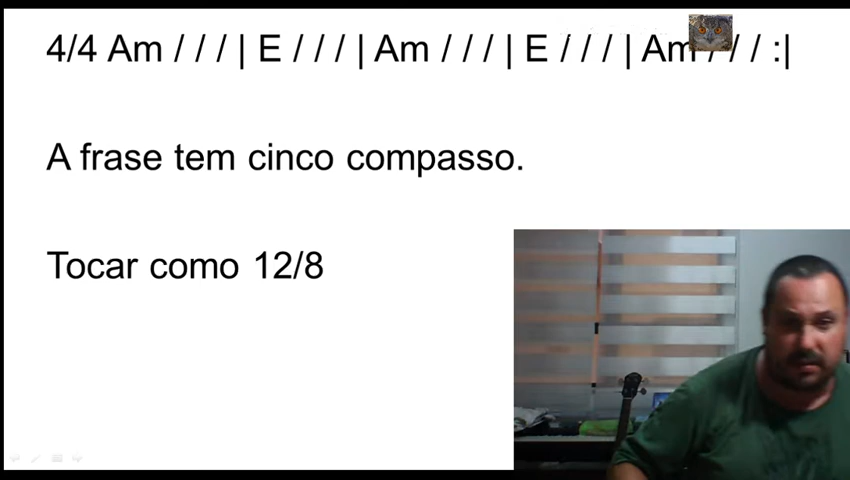 4/4 Am / / / | E / / / | Am / / / | E / / / | Am / / / :|
A frase tem cinco compasso.
Tocar como 12/8